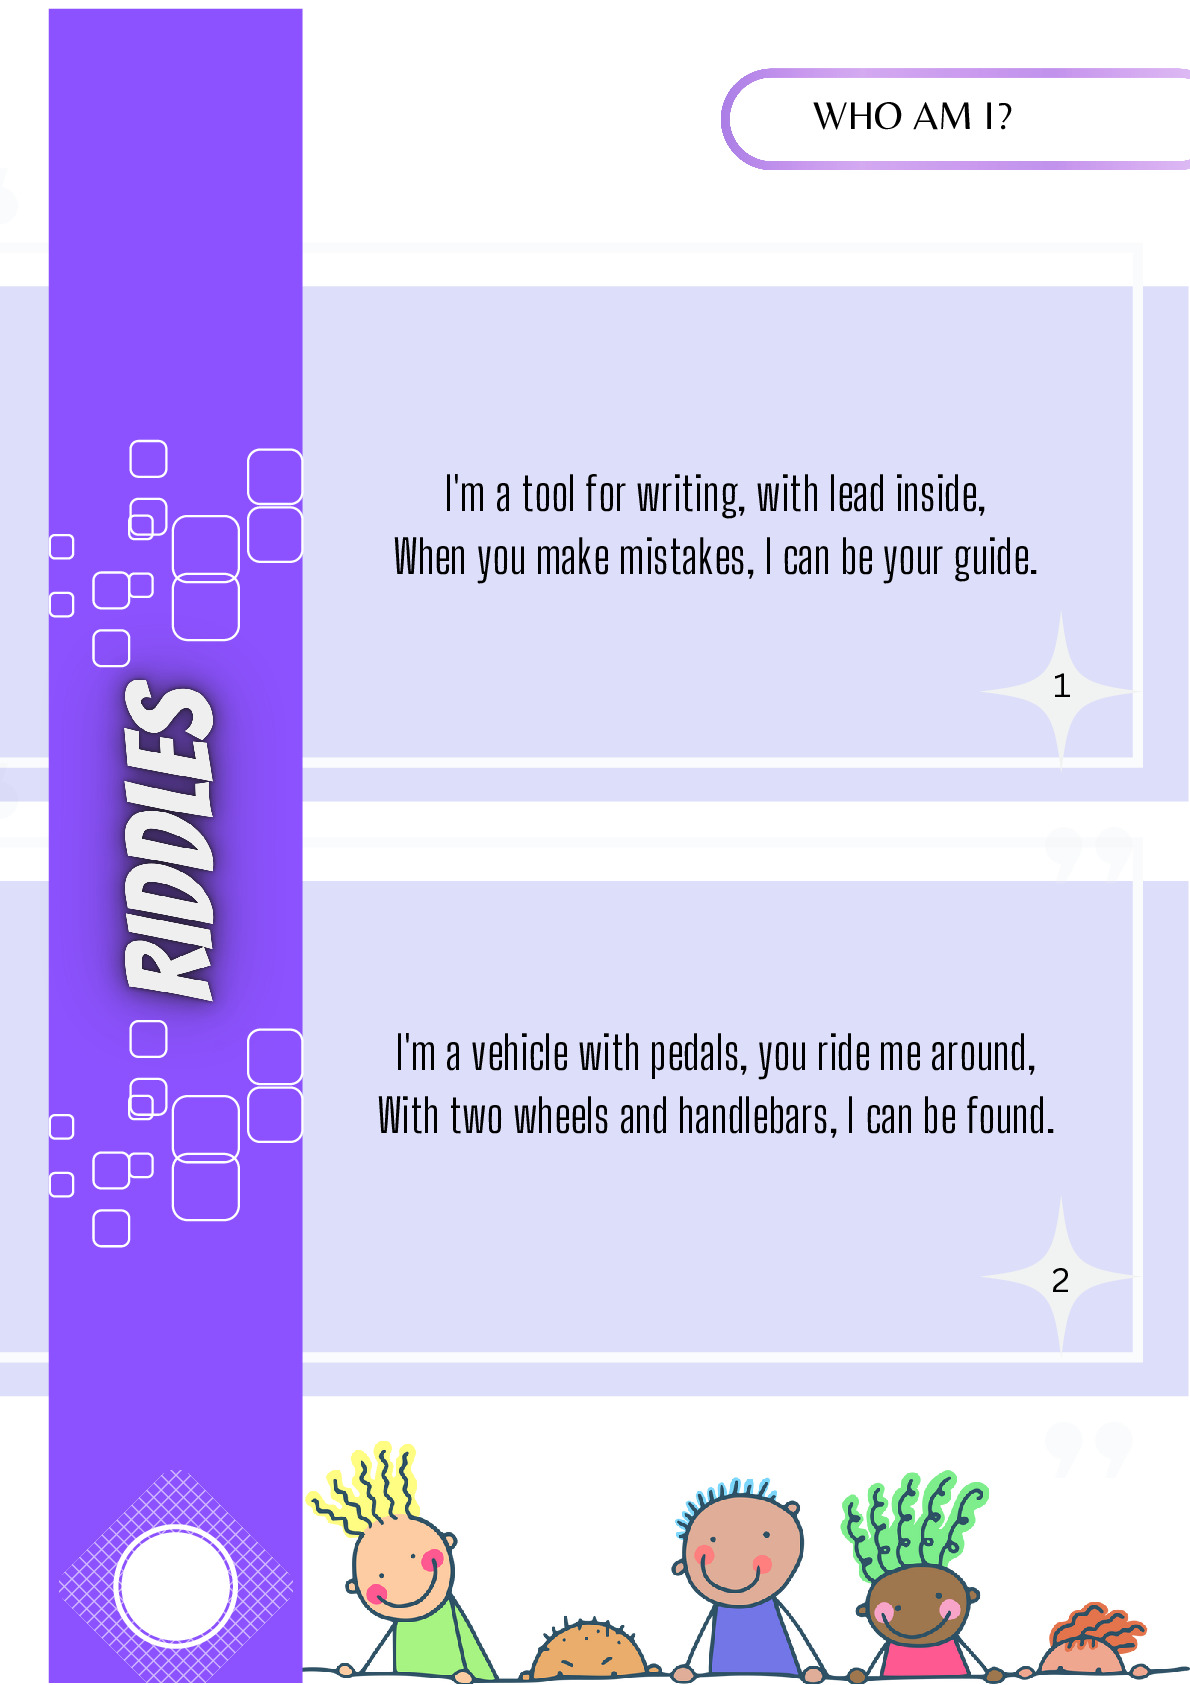 WHO AM I?
I'm a tool for writing, with lead inside,
When you make mistakes, I can be your guide.
1
RIDDLES
I'm a vehicle with pedals, you ride me around,
With two wheels and handlebars, I can be found.
2